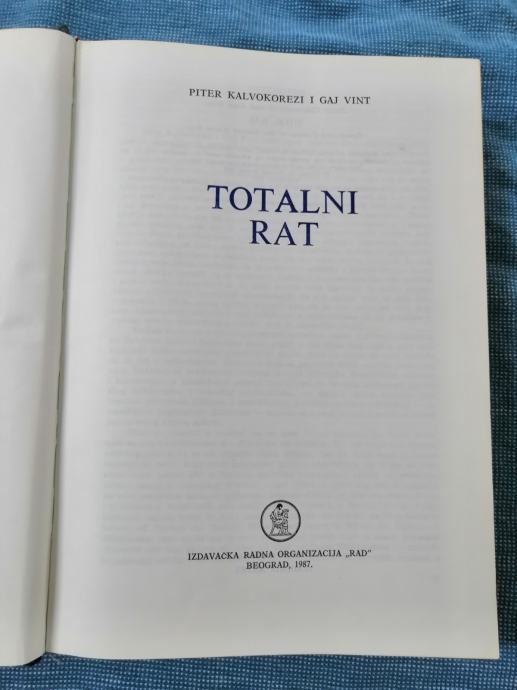 PITER KALVOKOREZI I GAJ VINT
TOTALNI
RAT
IZDAVAČKA RADNA ORGANIZACIJA „RAD”
BEOGRAD, 1987.